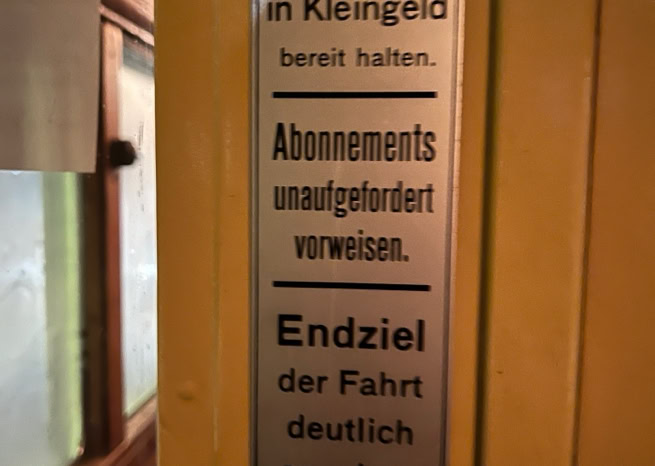 in Kleingeld
bereit halten.
Abonnements
unaufgefordert
vorweisen.
Endziel
der Fahrt
deutlich